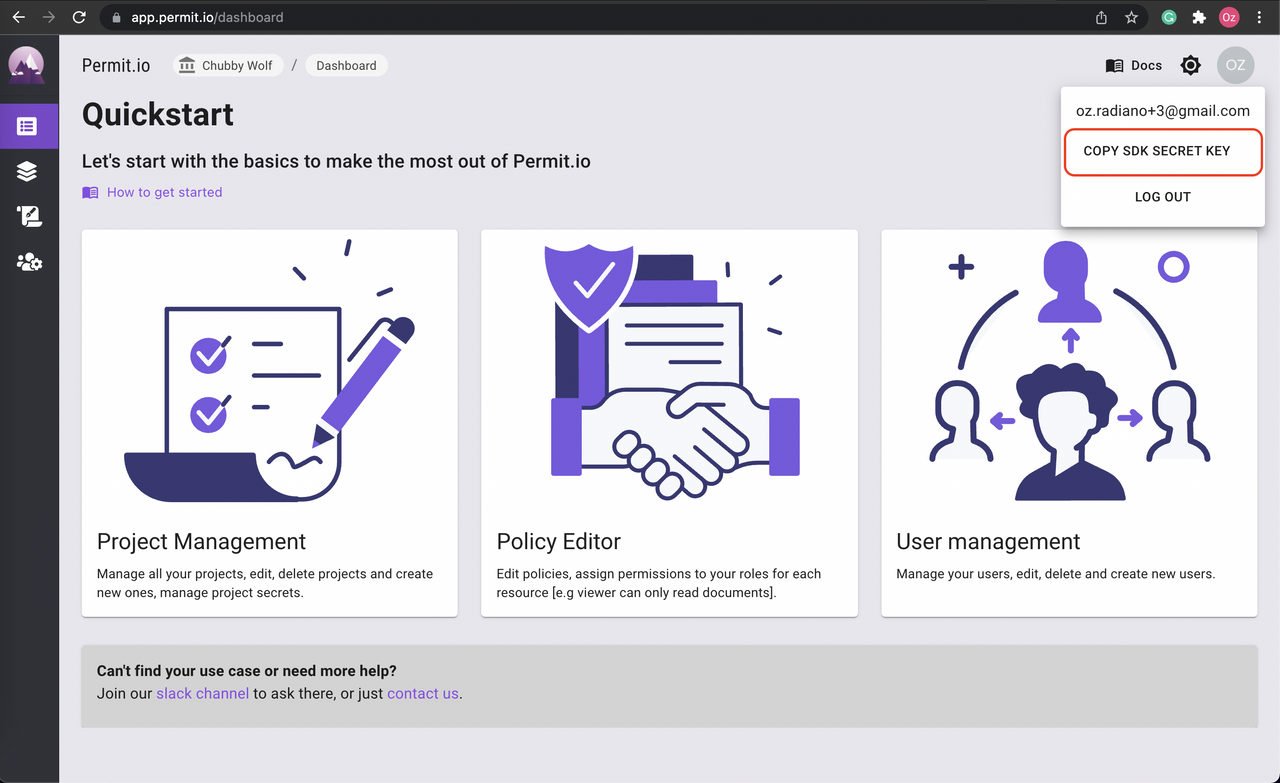 app.permit.io/dashboard
Oz
Permit.io
Chubby Wolf
/
Dashboard
Docs
OZ
oz.radiano+3@gmail.com
COPY SDK SECRET KEY
LOG OUT
Quickstart
Let's start with the basics to make the most out of Permit.io
How to get started
Project Management
Manage all your projects, edit, delete projects and create
new ones, manage project secrets.
Policy Editor
Edit policies, assign permissions to your roles for each
resource [e.g viewer can only read documents].
User management
Manage your users, edit, delete and create new users.
Can't find your use case or need more help?
Join our slack channel to ask there, or just contact us.